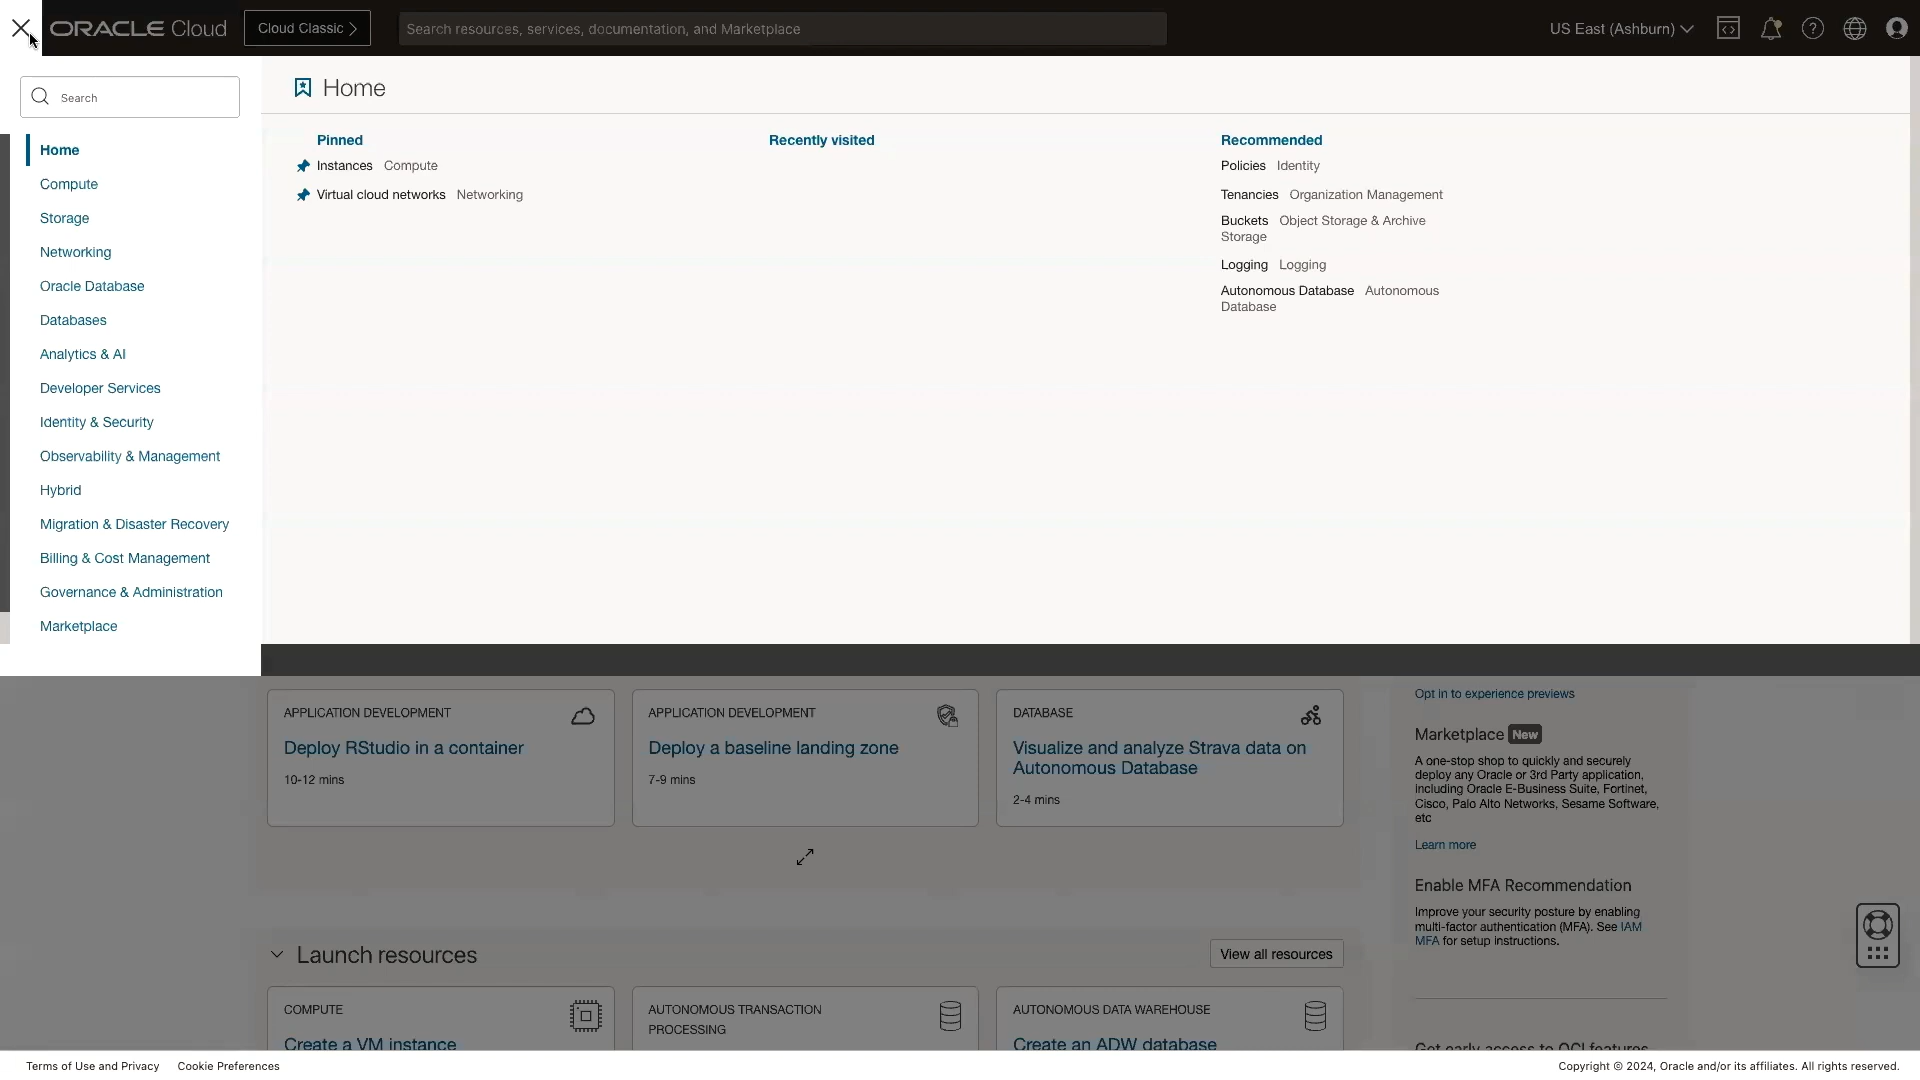 ORACLE Cloud
Cloud Classic
Search resources, services, documentation, and Marketplace
US East (Ashburn)
Search
Home
Compute
Storage
Networking
Oracle Database
Databases
Analytics & AI
Developer Services
Identity & Security
Observability & Management
Hybrid
Migration & Disaster Recovery
Billing & Cost Management
Governance & Administration
Marketplace
Home
Pinned
Instances Compute
Virtual cloud networks Networking
Recently visited
Recommended
Policies Identity
Tenancies Organization Management
Buckets Object Storage & Archive
Storage
Logging Logging
Autonomous Database Autonomous
Database
APPLICATION DEVELOPMENT
Deploy RStudio in a container
10-12 mins
APPLICATION DEVELOPMENT
Deploy a baseline landing zone
7-9 mins
DATABASE
Visualize and analyze Strava data on
Autonomous Database
2-4 mins
Opt in to experience previews
Marketplace New
A one-stop shop to quickly and securely
deploy any Oracle or 3rd Party application,
including Oracle E-Business Suite, Fortinet,
Cisco, Palo Alto Networks, Sesame Software,
etc
Learn more
Enable MFA Recommendation
Improve your security posture by enabling
multi-factor authentication (MFA). See IAM
MFA for setup instructions.
Launch resources
View all resources
COMPUTE
Create a VM instance
AUTONOMOUS TRANSACTION
PROCESSING
AUTONOMOUS DATA WAREHOUSE
Create an ADW database
Get early access to OCI features
Terms of Use and Privacy
Cookie Preferences
Copyright © 2024, Oracle and/or its affiliates. All rights reserved.